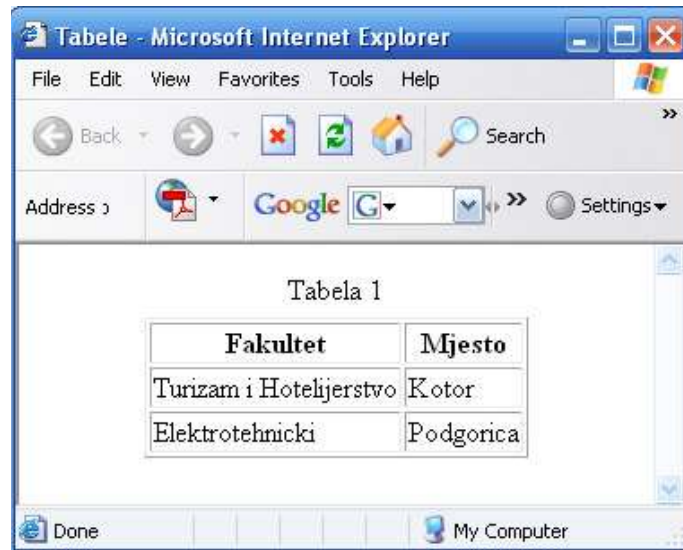 Tabele - Microsoft Internet Explorer
File Edit View Favorites Tools Help
Back Search
Address Google G Settings
Tabela 1
Fakultet Mjesto
Turizam i Hotelijerstvo Kotor
Elektrotehnicki Podgorica
Done My Computer